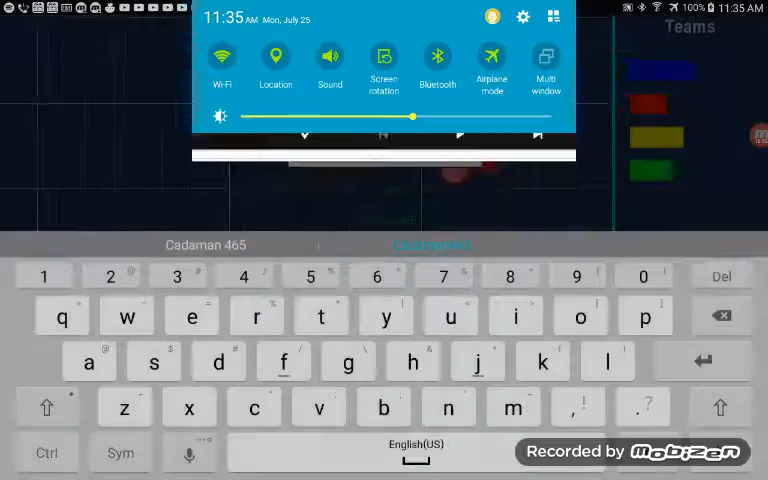 11:35 AM Mon, July 25
100% 11:35 AM
Teams
Wi-Fi
Location
Sound
Screen rotation
Bluetooth
Airplane mode
Multi window
Cadaman 465
1 2 @ 3 # 4 / 5 % 6 ^ 7 & 8 * 9 ( 0 ) Del
q w e r t y u i o p
a @ s $ d # f g h & j k l
z x c v b n m , ! . ?
Ctrl Sym English(US)
Recorded by Mobizen